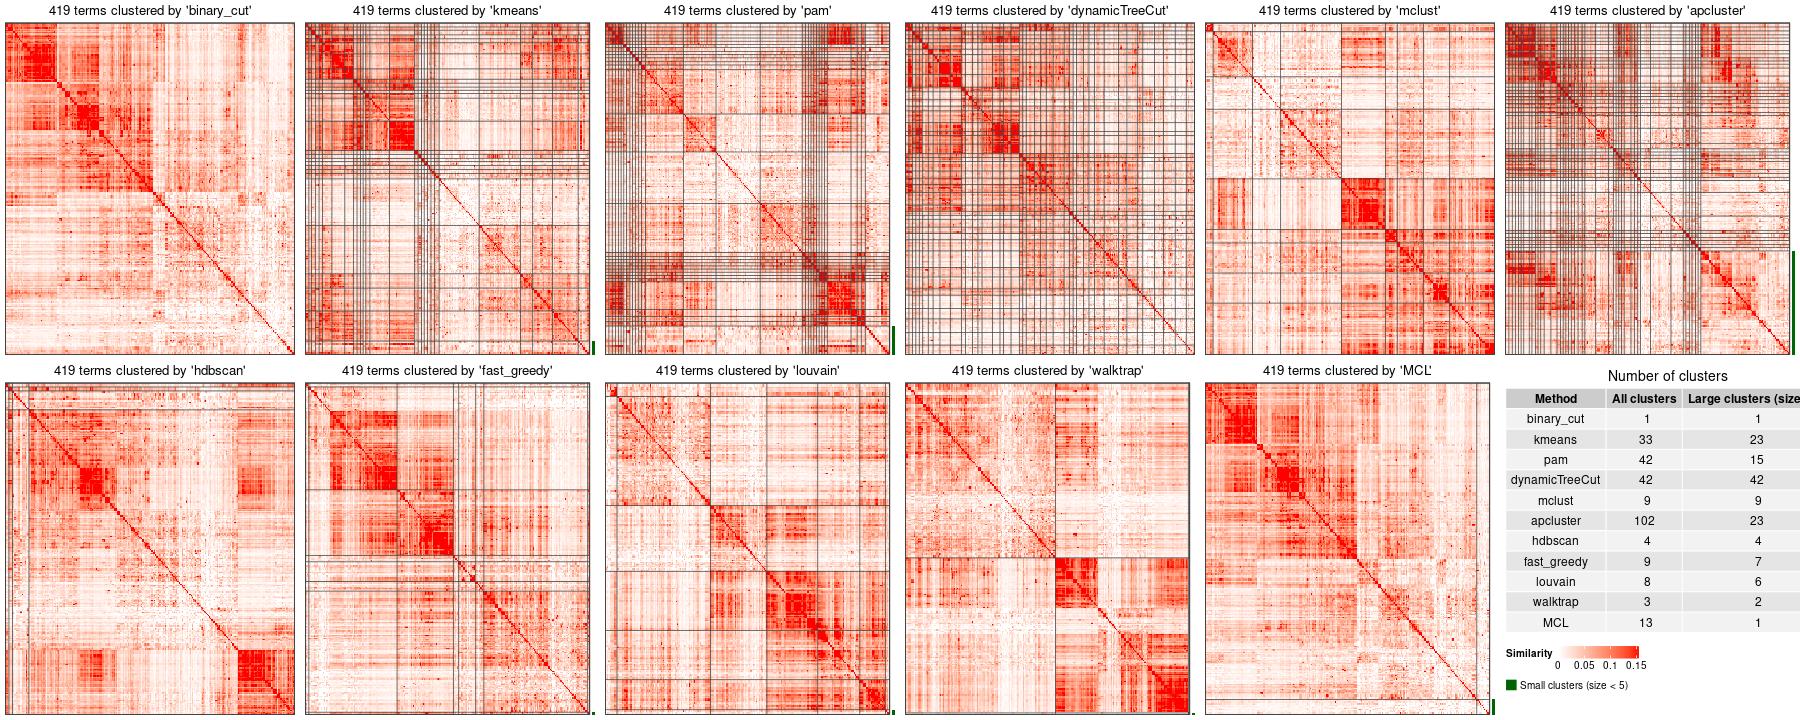 419 terms clustered by 'binary_cut'
419 terms clustered by 'kmeans'
419 terms clustered by 'pam'
419 terms clustered by 'dynamicTreeCut'
419 terms clustered by 'mclust'
419 terms clustered by 'apcluster'
419 terms clustered by 'hdbscan'
419 terms clustered by 'fast_greedy'
419 terms clustered by 'louvain'
419 terms clustered by 'walktrap'
419 terms clustered by 'MCL'
Number of clusters
Method All clusters Large clusters (size
binary_cut 1 1
kmeans 33 23
pam 42 15
dynamicTreeCut 42 42
mclust 9 9
apcluster 102 23
hdbscan 4 4
fast_greedy 9 7
louvain 8 6
walktrap 3 2
MCL 13 1
Similarity
0 0.05 0.1 0.15
Small clusters (size < 5)